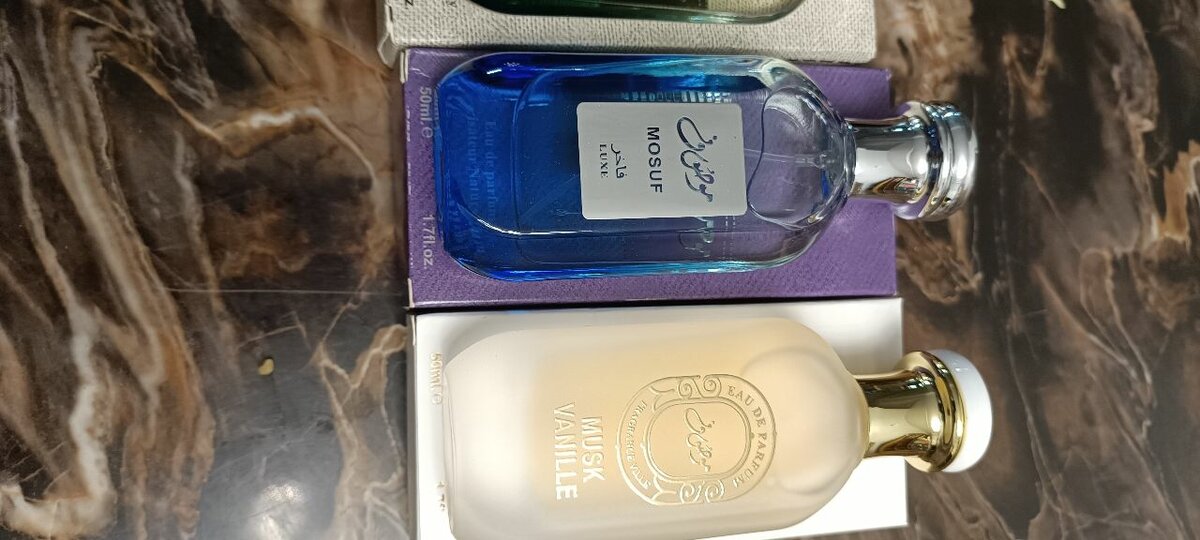 موصوف
MOSUF
فاخر
LUXE
Eau de parfum
50ml.℮
1.7fl.oz.
EAU DE PARFUM
موصوف
MUSK
VANILLE
50ml.℮